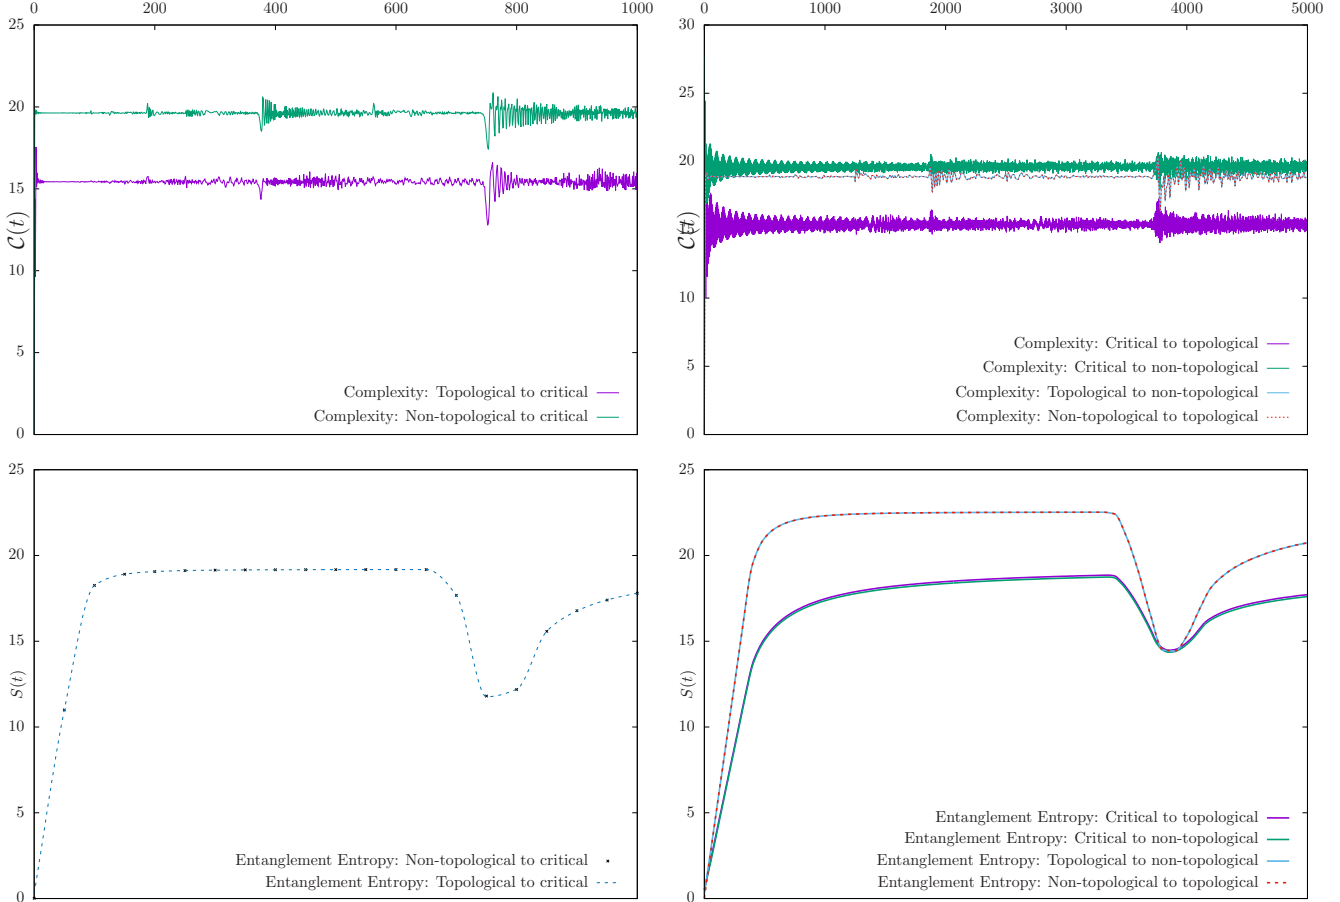 0 200 400 600 800 1000
25
20
15
10
5
0
C(t)
Complexity: Topological to critical
Complexity: Non-topological to critical
0 1000 2000 3000 4000 5000
30
25
20
15
10
5
0
C(t)
Complexity: Critical to topological
Complexity: Critical to non-topological
Complexity: Topological to non-topological
Complexity: Non-topological to topological
25
20
15
10
5
0
S(t)
Entanglement Entropy: Non-topological to critical
Entanglement Entropy: Topological to critical
25
20
15
10
5
0
S(t)
Entanglement Entropy: Critical to topological
Entanglement Entropy: Critical to non-topological
Entanglement Entropy: Topological to non-topological
Entanglement Entropy: Non-topological to topological